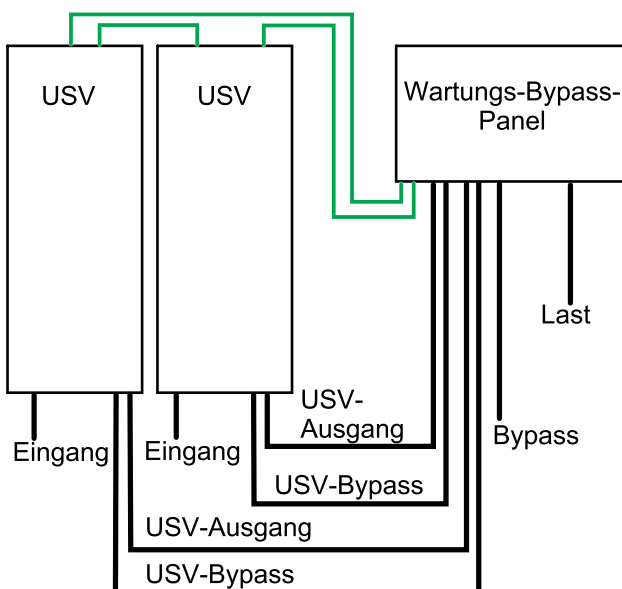 USV
USV
Wartungs-Bypass-
Panel
Last
USV-
Ausgang
Bypass
Eingang
Eingang
USV-Bypass
USV-Ausgang
USV-Bypass